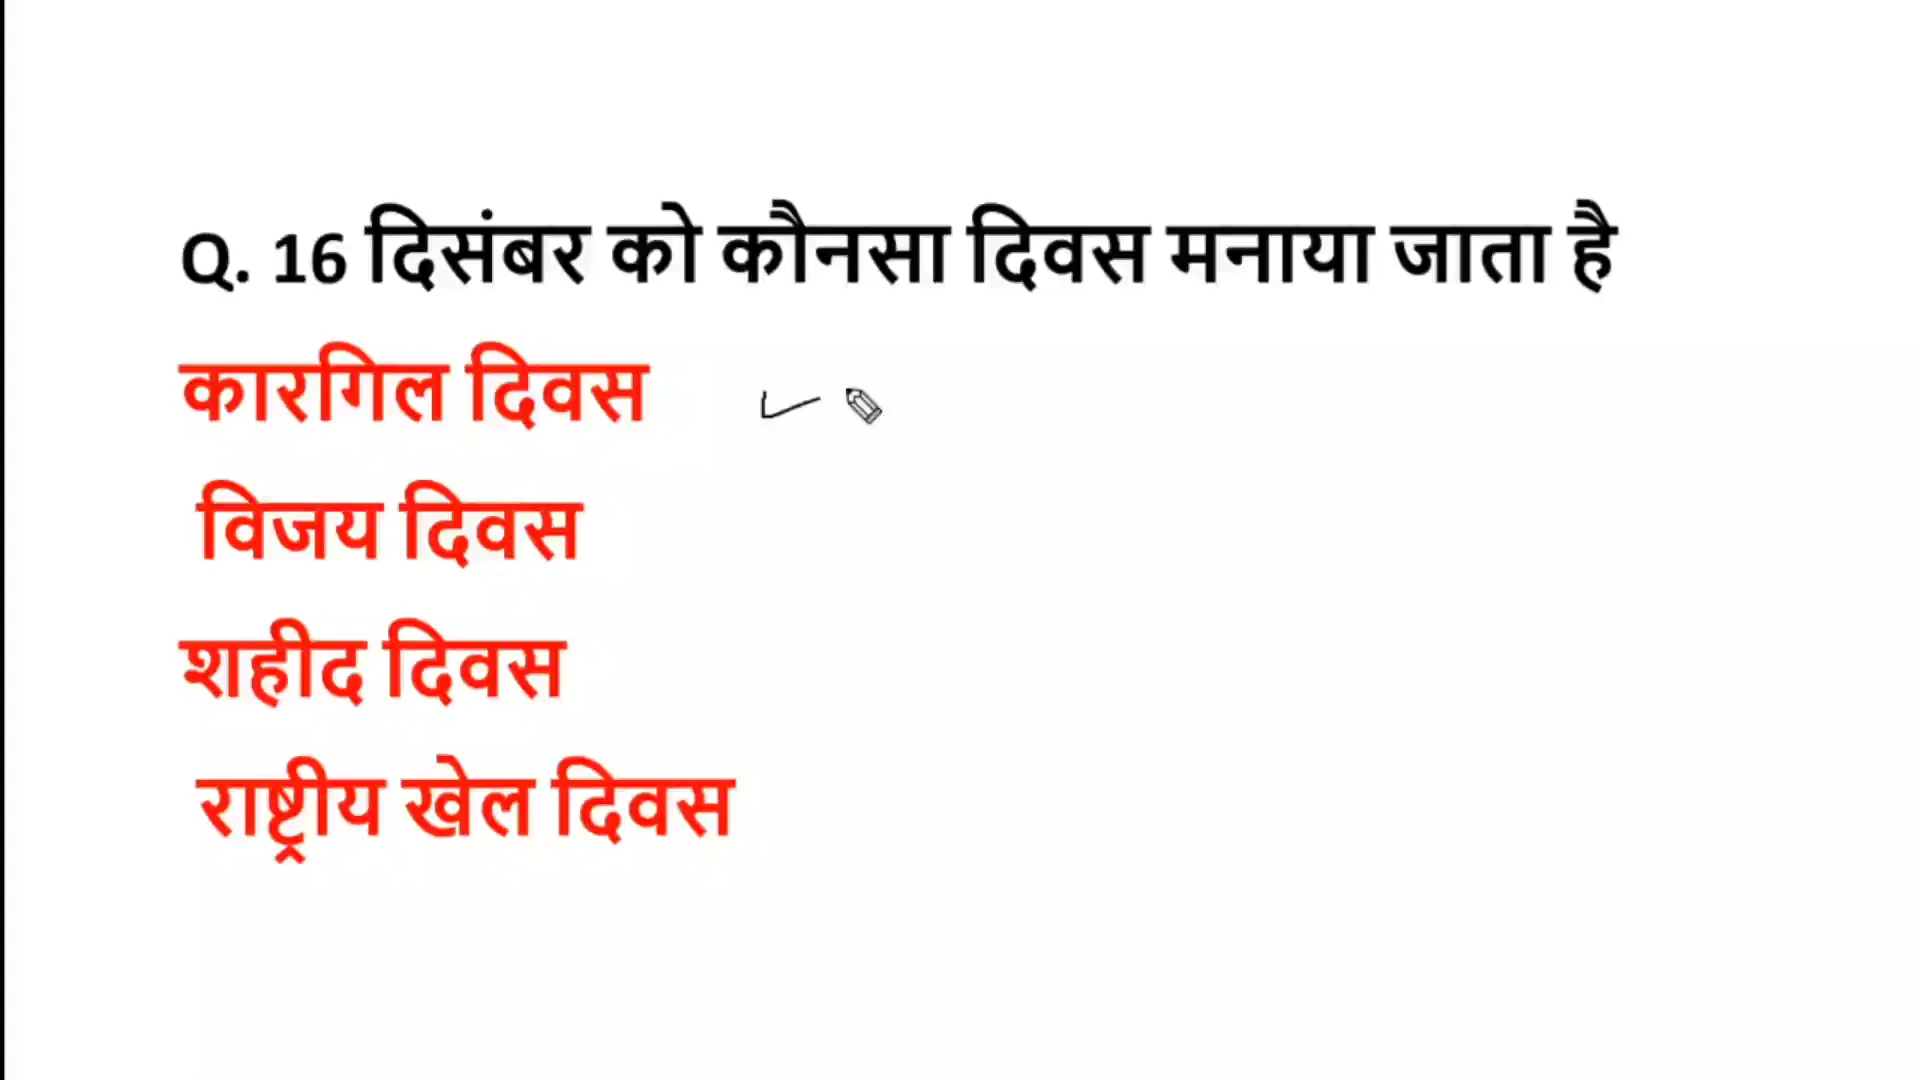 Q. 16 दिसंबर को कौनसा दिवस मनाया जाता है
कारगिल दिवस
विजय दिवस
शहीद दिवस
राष्ट्रीय खेल दिवस